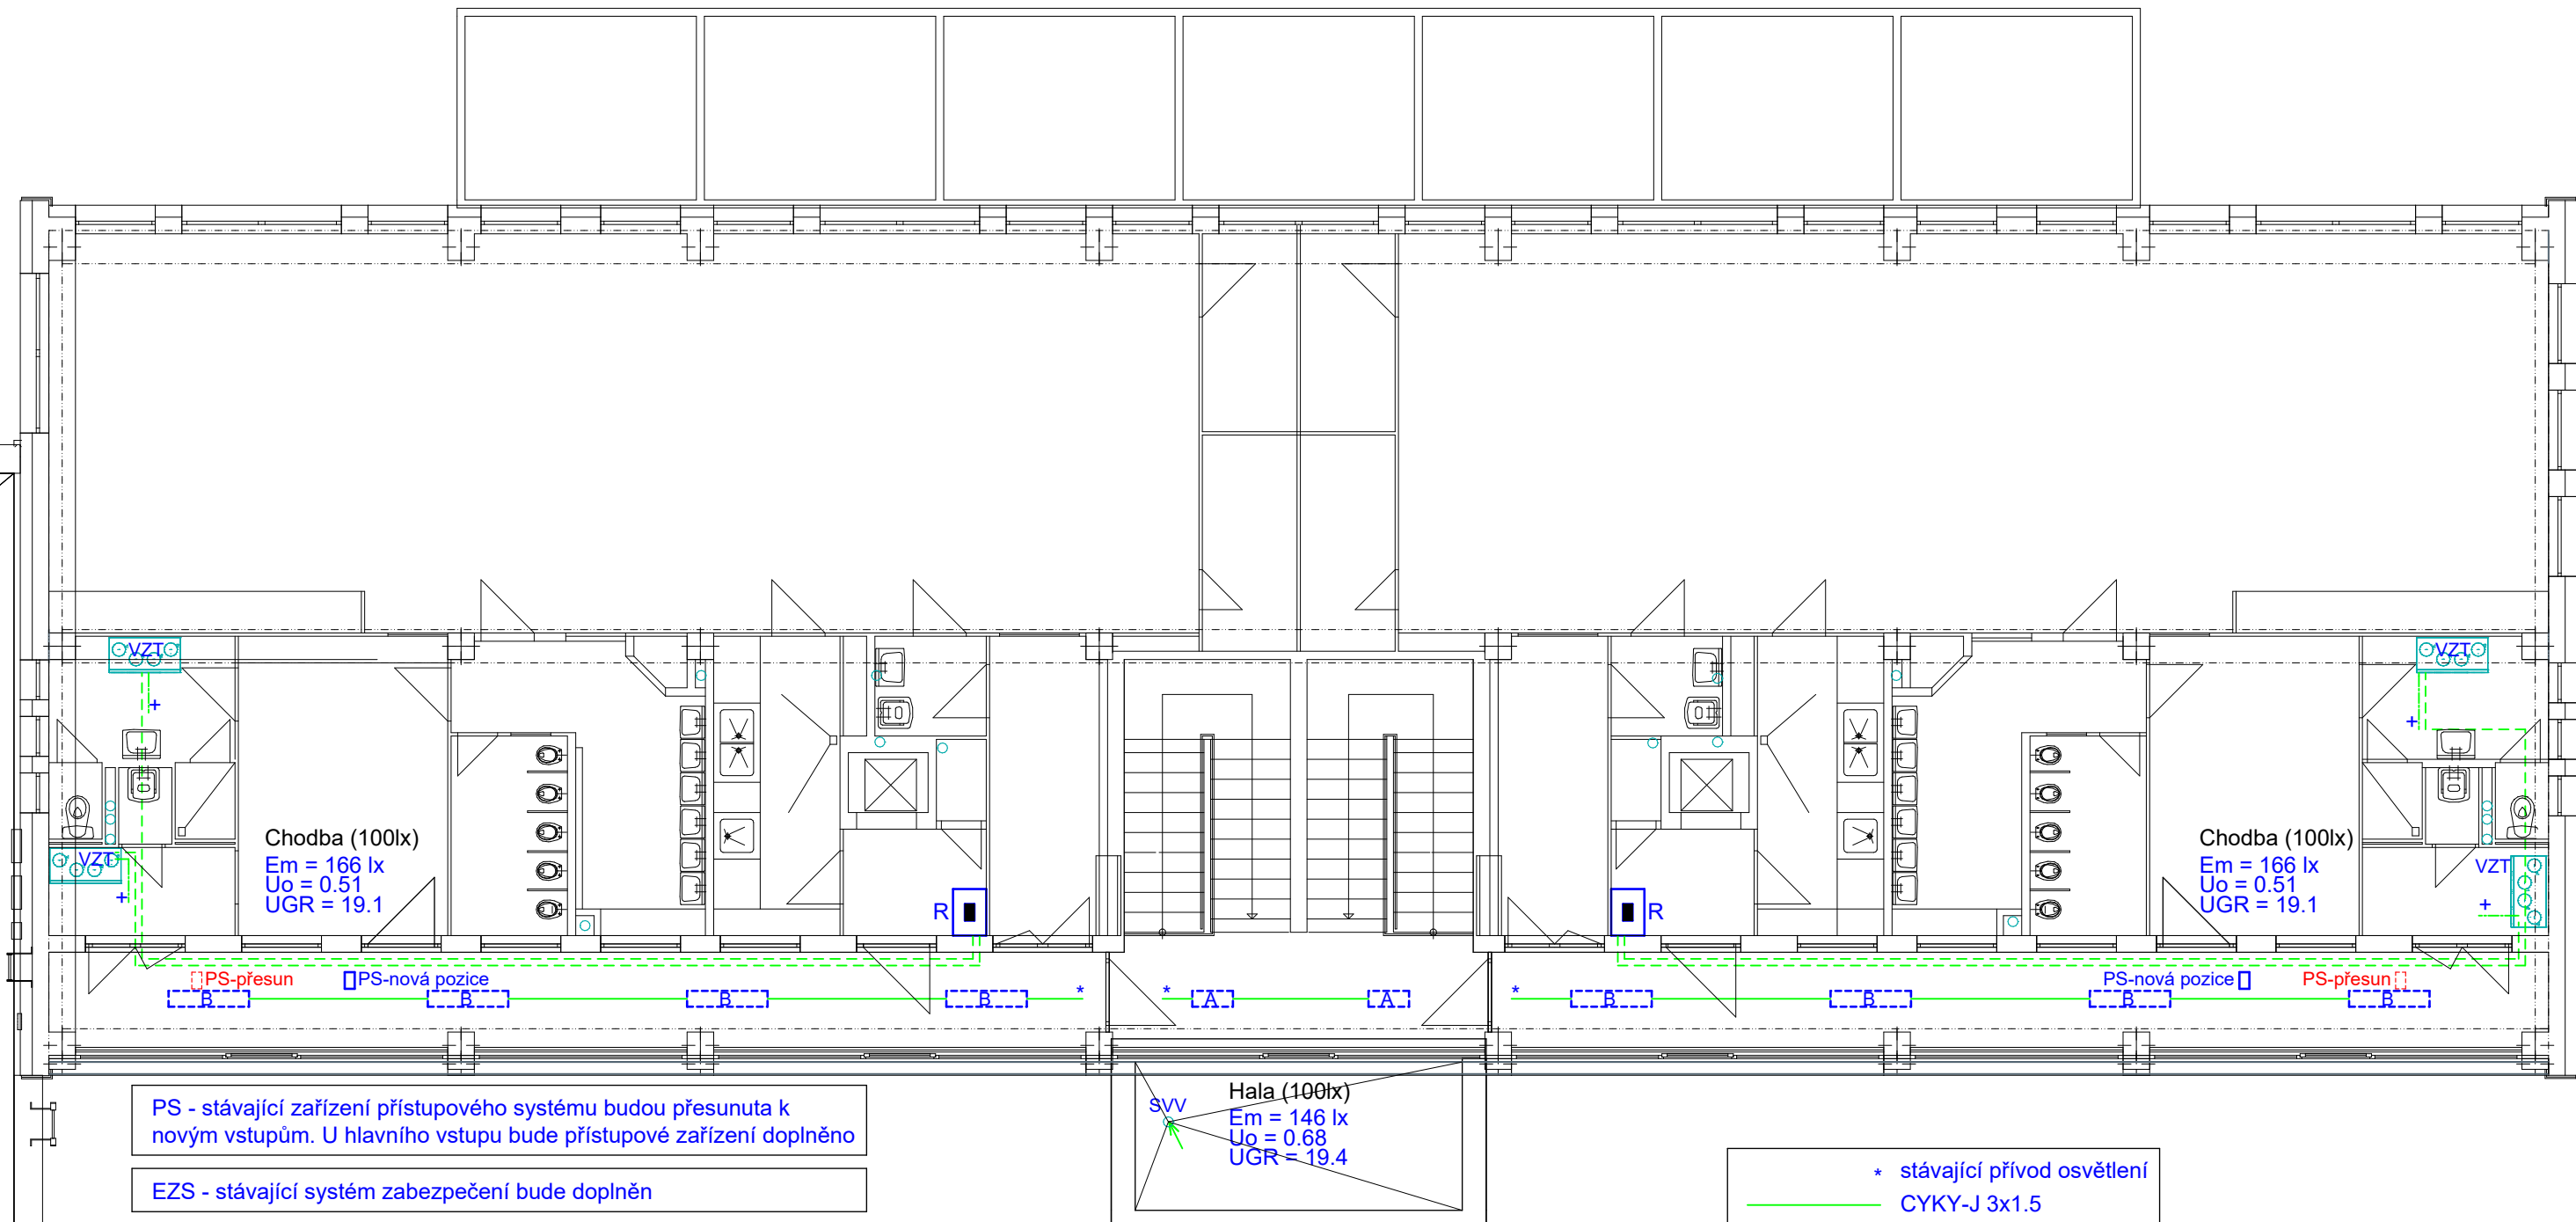 VZT
VZT
+
+
+
+
Chodba (100lx)
Em = 166 lx
Uo = 0.51
UGR = 19.1
VZT
VZT
Chodba (100lx)
Em = 166 lx
Uo = 0.51
UGR = 19.1
R
R
PS-přesun
PS-nová pozice
PS-nová pozice
PS-přesun
B
B
B
B
*
*
A
A
*
B
B
B
B
PS - stávající zařízení přístupového systému budou přesunuta k
novým vstupům. U hlavního vstupu bude přístupové zařízení doplněno
EZS - stávající systém zabezpečení bude doplněn
SVV
Hala (100lx)
Em = 146 lx
Uo = 0.68
UGR = 19.4
* stávající přívod osvětlení
CYKY-J 3x1.5